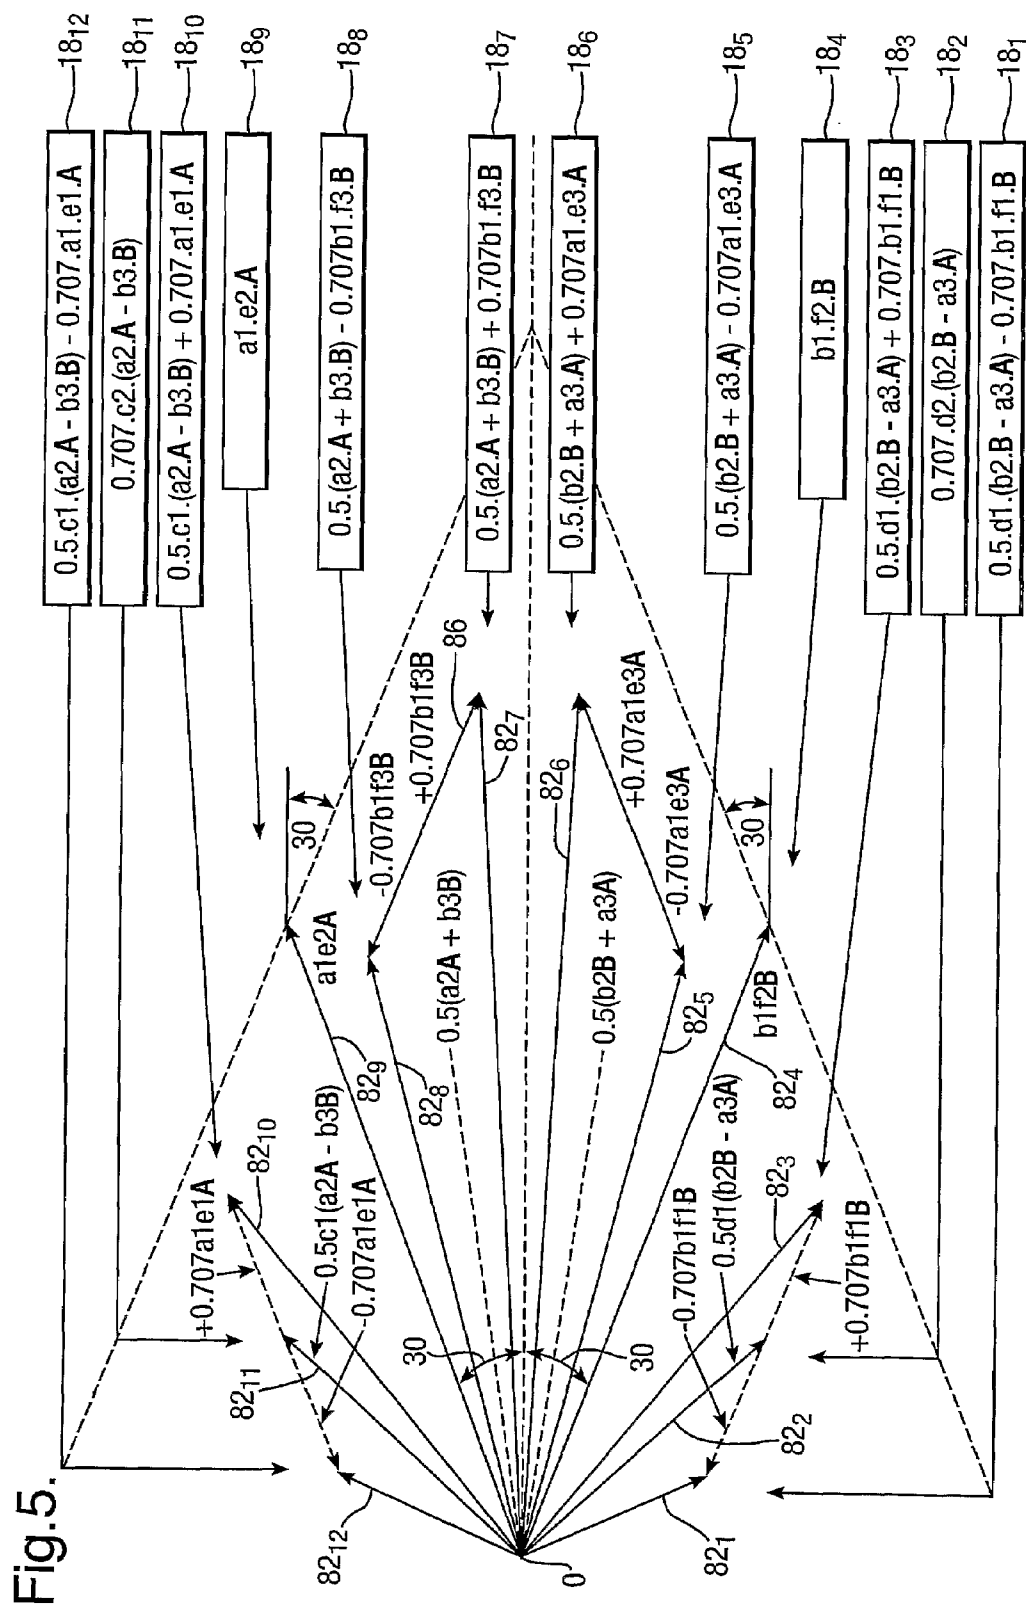 Fig.5.
0.5.c1.(a2.A - b3.B) - 0.707.a1.e1.A
18₁₂
0.707.c2.(a2.A - b3.B)
18₁₁
0.5.c1.(a2.A - b3.B) + 0.707.a1.e1.A
18₁₀
a1.e2.A
18₉
0.5.(a2.A + b3.B) - 0.707b1.f3.B
18₈
0.5.(a2.A + b3.B) + 0.707b1.f3.B
18₇
0.5.(b2.B + a3.A) + 0.707a1.e3.A
18₆
0.5.(b2.B + a3.A) - 0.707a1.e3.A
18₅
b1.f2.B
18₄
0.5.d1.(b2.B - a3.A) + 0.707.b1.f1.B
18₃
0.707.d2.(b2.B - a3.A)
18₂
0.5.d1.(b2.B - a3.A) - 0.707.b1.f1.B
18₁
+0.707a1e1A
82₁₀
82₁₁
0.5c1(a2A - b3B)
-0.707a1e1A
82₁₂
30
a1e2A
82₉
82₈
-0.707b1f3B
+0.707b1f3B
86
0.5(a2A + b3B)
82₇
30
82₆
0.5(b2B + a3A)
+0.707a1e3A
-0.707a1e3A
82₅
30
b1f2B
82₄
30
-0.707b1f1B
0.5d1(b2B - a3A)
82₃
82₂
+0.707b1f1B
82₁
0